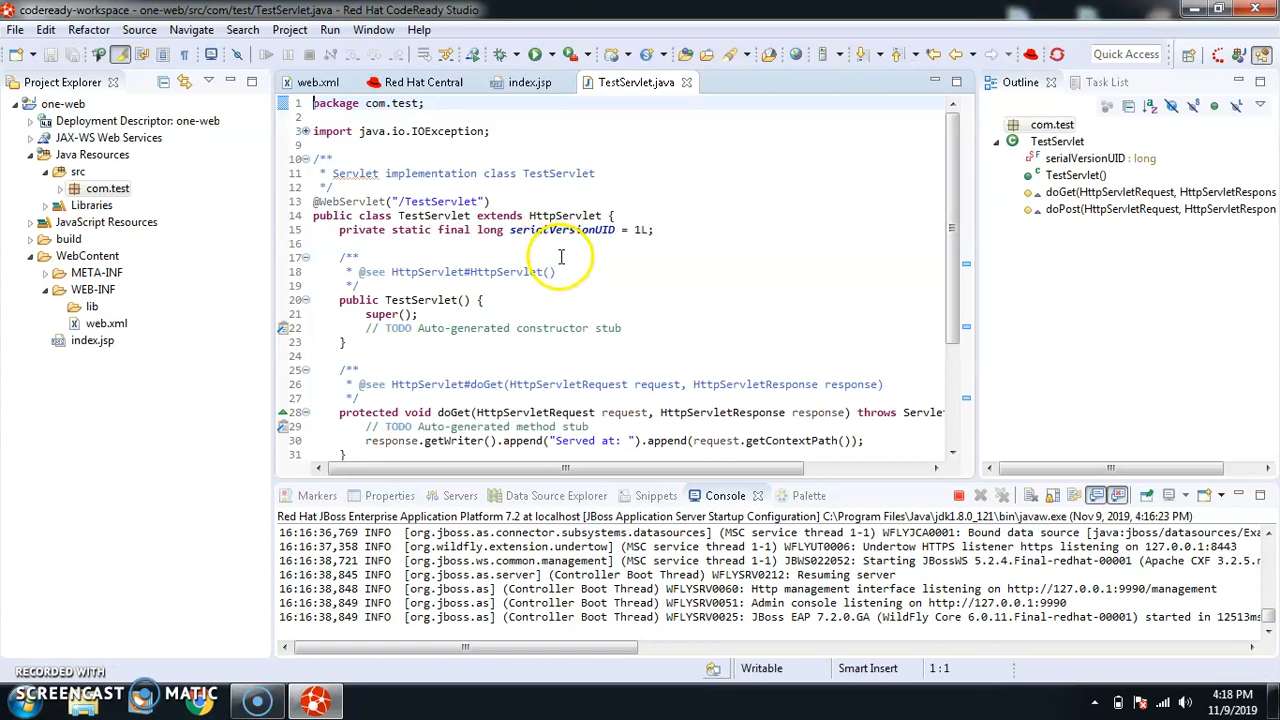 codeready-workspace - one-web/src/com/test/TestServlet.java - Red Hat CodeReady Studio
File Edit Refactor Source Navigate Search Project Run Window Help
Quick Access
Project Explorer
one-web
Deployment Descriptor: one-web
JAX-WS Web Services
Java Resources
src
com.test
Libraries
JavaScript Resources
build
WebContent
META-INF
WEB-INF
lib
web.xml
index.jsp
web.xml Red Hat Central index.jsp TestServlet.java
1 package com.test;
2
3 import java.io.IOException;
9
10 /**
11 * Servlet implementation class TestServlet
12 */
13 @WebServlet("/TestServlet")
14 public class TestServlet extends HttpServlet {
15 private static final long serialVersionUID = 1L;
16
17 /**
18 * @see HttpServlet#HttpServlet()
19 */
20 public TestServlet() {
21 super();
22 // TODO Auto-generated constructor stub
23 }
24
25 /**
26 * @see HttpServlet#doGet(HttpServletRequest request, HttpServletResponse response)
27 */
28 protected void doGet(HttpServletRequest request, HttpServletResponse response) throws Servlet
29 // TODO Auto-generated method stub
30 response.getWriter().append("Served at: ").append(request.getContextPath());
31 }
Outline Task List
com.test
TestServlet
serialVersionUID : long
TestServlet()
doGet(HttpServletRequest, HttpServletRespons
doPost(HttpServletRequest, HttpServletRespon
Markers Properties Servers Data Source Explorer Snippets Console Palette
Red Hat JBoss Enterprise Application Platform 7.2 at localhost [JBoss Application Server Startup Configuration] C:\Program Files\Java\jdk1.8.0_121\bin\javaw.exe (Nov 9, 2019, 4:16:23 PM)
16:16:36,769 INFO [org.jboss.as.connector.subsystems.datasources] (MSC service thread 1-1) WFLYJCA0001: Bound data source [java:jboss/datasources/Exa
16:16:37,358 INFO [org.wildfly.extension.undertow] (MSC service thread 1-1) WFLYUT0006: Undertow HTTPS listener https listening on 127.0.0.1:8443
16:16:38,721 INFO [org.jboss.ws.common.management] (MSC service thread 1-1) JBWS022052: Starting JBossWS 5.2.4.Final-redhat-00001 (Apache CXF 3.2.5.r
16:16:38,845 INFO [org.jboss.as.server] (Controller Boot Thread) WFLYSRV0212: Resuming server
16:16:38,848 INFO [org.jboss.as] (Controller Boot Thread) WFLYSRV0060: Http management interface listening on http://127.0.0.1:9990/management
16:16:38,849 INFO [org.jboss.as] (Controller Boot Thread) WFLYSRV0051: Admin console listening on http://127.0.0.1:9990
16:16:38,849 INFO [org.jboss.as] (Controller Boot Thread) WFLYSRV0025: JBoss EAP 7.2.0.GA (WildFly Core 6.0.11.Final-redhat-00001) started in 12513ms
Writable Smart Insert 1 : 1
RECORDED WITH
SCREENCAST MATIC
4:18 PM
11/9/2019